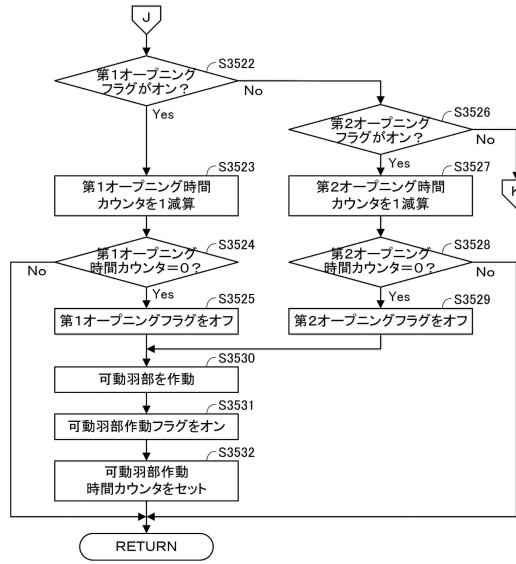 J
S3522
第1オープニング
フラグがオン？
No
Yes
S3526
第2オープニング
フラグがオン？
No
Yes
S3523
第1オープニング時間
カウンタを1減算
S3527
第2オープニング時間
カウンタを1減算
K
S3524
第1オープニング
時間カウンタ=0？
No
Yes
S3528
第2オープニング
時間カウンタ=0？
No
Yes
S3525
第1オープニングフラグをオフ
S3529
第2オープニングフラグをオフ
S3530
可動羽部を作動
S3531
可動羽部作動フラグをオン
S3532
可動羽部作動
時間カウンタをセット
RETURN